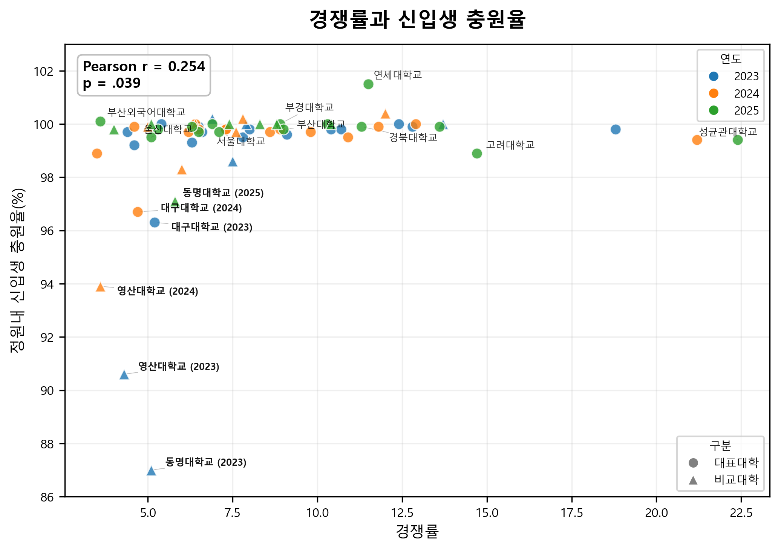 경쟁률과 신입생 충원율
Pearson r = 0.254
p = .039
연도
2023
2024
2025
연세대학교
부산외국어대학교
부경대학교
울산대학교
부산대학교
서울대학교
경북대학교
성균관대학교
고려대학교
동명대학교 (2025)
대구대학교 (2024)
대구대학교 (2023)
영산대학교 (2024)
영산대학교 (2023)
동명대학교 (2023)
구분
대표대학
비교대학
정원내 신입생 충원율(%)
102
100
98
96
94
92
90
88
86
5.0 7.5 10.0 12.5 15.0 17.5 20.0 22.5
경쟁률